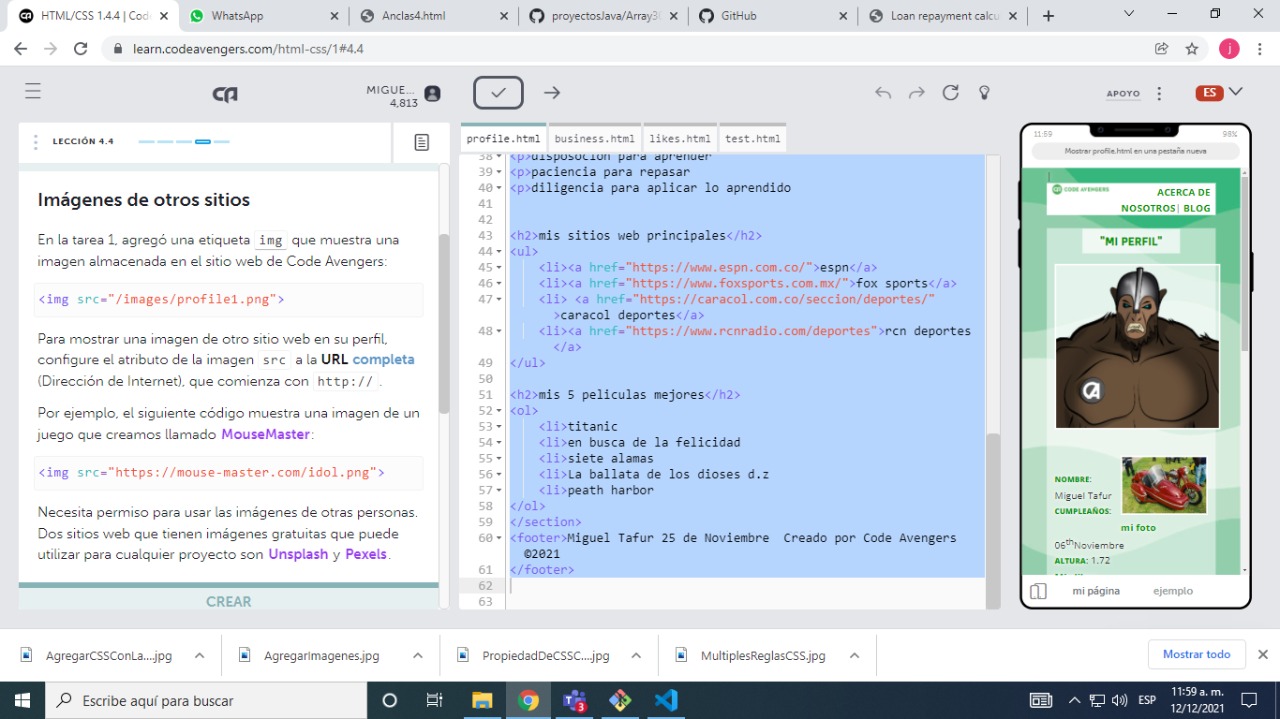 HTML/CSS 1.4.4 | Cod
WhatsApp
Anclas4.html
proyectosJava/Array3
GitHub
Loan repayment calcu
learn.codeavengers.com/html-css/1#4.4
j
MIGUE...
4,813
APOYO
ES
LECCIÓN 4.4
profile.html
business.html
likes.html
test.html
Imágenes de otros sitios
En la tarea 1, agregó una etiqueta img que muestra una
imagen almacenada en el sitio web de Code Avengers:
<img src="/images/profile1.png">
Para mostrar una imagen de otro sitio web en su perfil,
configure el atributo de la imagen src a la URL completa
(Dirección de Internet), que comienza con http:// .
Por ejemplo, el siguiente código muestra una imagen de un
juego que creamos llamado MouseMaster:
<img src="https://mouse-master.com/idol.png">
Necesita permiso para usar las imágenes de otras personas.
Dos sitios web que tienen imágenes gratuitas que puede
utilizar para cualquier proyecto son Unsplash y Pexels.
CREAR
38 <p>disposocion para aprender
39 <p>paciencia para repasar
40 <p>diligencia para aplicar lo aprendido
41
42
43 <h2>mis sitios web principales</h2>
44 <ul>
45 <li><a href="https://www.espn.com.co/">espn</a>
46 <li><a href="https://www.foxsports.com.mx/">fox sports</a>
47 <li> <a href="https://caracol.com.co/seccion/deportes/"
>caracol deportes</a>
48 <li><a href="https://www.rcnradio.com/deportes">rcn deportes
</a>
49 </ul>
50
51 <h2>mis 5 peliculas mejores</h2>
52 <ol>
53 <li>titanic
54 <li>en busca de la felicidad
55 <li>siete alamas
56 <li>La ballata de los dioses d.z
57 <li>peath harbor
58 </ol>
59 </section>
60 <footer>Miguel Tafur 25 de Noviembre  Creado por Code Avengers
©2021
61 </footer>
62
63
11:59
98%
Mostrar profile.html en una pestaña nueva
CODE AVENGERS
ACERCA DE
NOSOTROS| BLOG
"MI PERFIL"
NOMBRE:
Miguel Tafur
CUMPLEAÑOS:
mi foto
06thNoviembre
ALTURA: 1.72
mi página
ejemplo
AgregarCSSConLa....jpg
AgregarImagenes.jpg
PropiedadDeCSSC....jpg
MultiplesReglasCSS.jpg
Mostrar todo
Escribe aquí para buscar
3
ESP
11:59 a. m.
12/12/2021